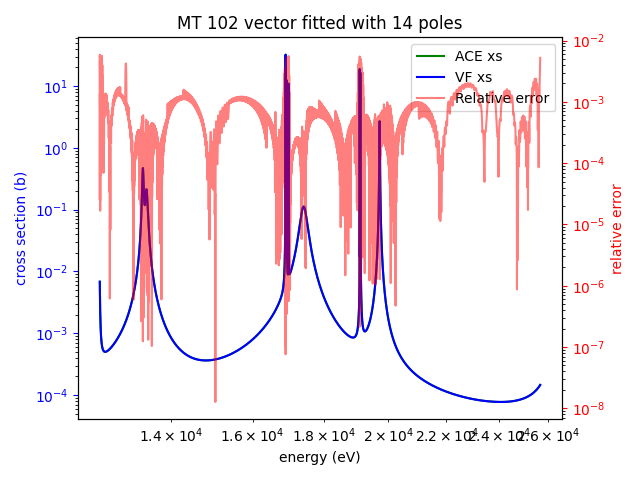 MT 102 vector fitted with 14 poles
ACE xs
VF xs
Relative error
cross section (b)
10¹
10⁰
10⁻¹
10⁻²
10⁻³
10⁻⁴
relative error
10⁻²
10⁻³
10⁻⁴
10⁻⁵
10⁻⁶
10⁻⁷
10⁻⁸
1.4 × 10⁴ 1.6 × 10⁴ 1.8 × 10⁴ 2 × 10⁴ 2.2 × 10⁴ 2.4 × 10⁴ 2.6 × 10⁴
energy (eV)